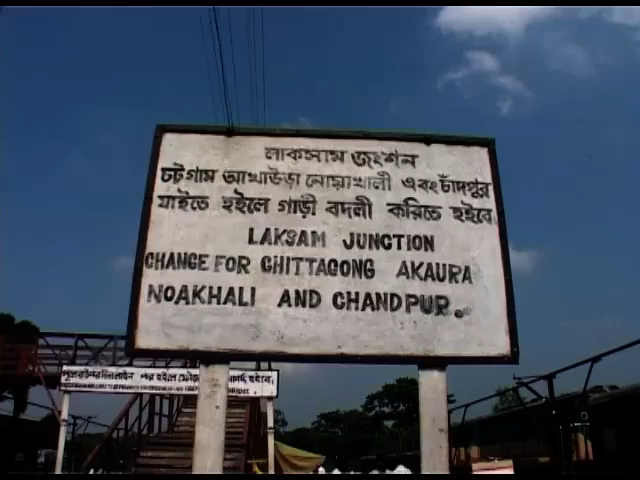 লাকসাম জংশন
চট্টগ্রাম আখাউড়া নোয়াখালী এবং চাঁদপুর
যাইতে হইলে গাড়ী বদলী করিতে হইবে
LAKSAM JUNCTION
CHANGE FOR CHITTAGONG AKAURA
NOAKHALI AND CHANDPUR.